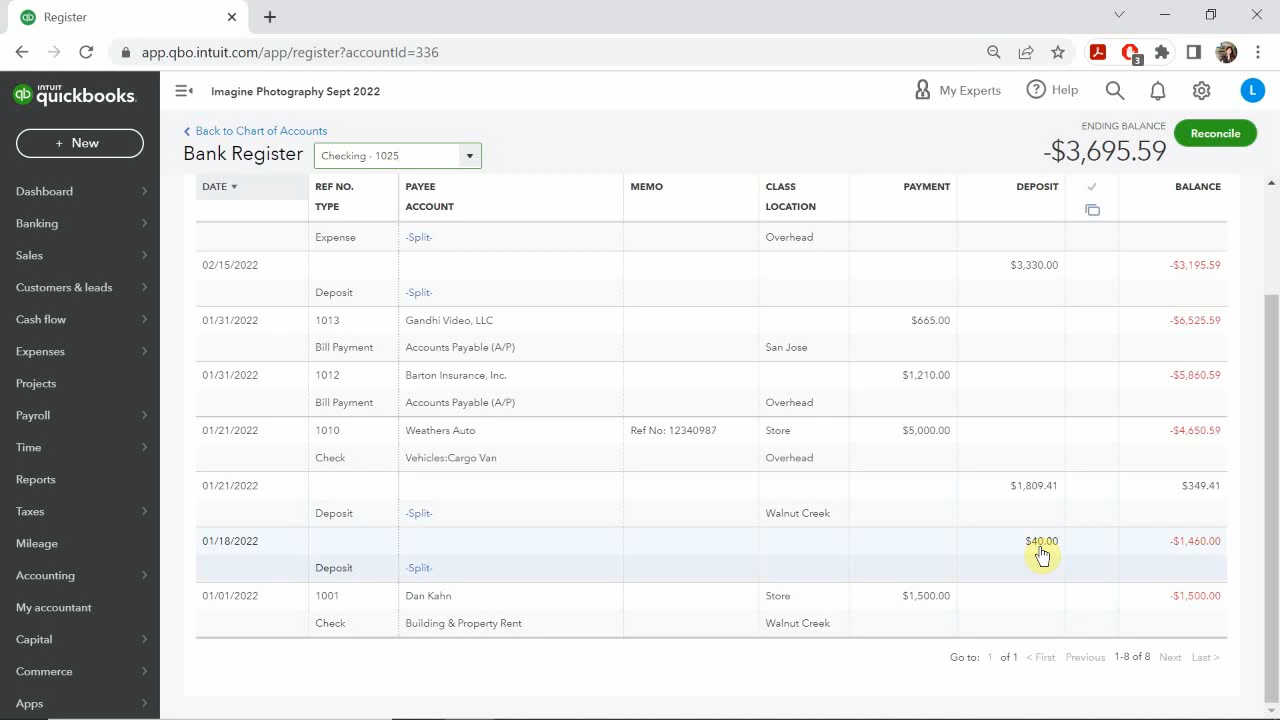 qb Register
app.qbo.intuit.com/app/register?accountId=336
3
qb INTUIT quickbooks.
Imagine Photography Sept 2022
My Experts
Help
L
+ New
Dashboard
Banking
Sales
Customers & leads
Cash flow
Expenses
Projects
Payroll
Time
Reports
Taxes
Mileage
Accounting
My accountant
Capital
Commerce
Apps
Back to Chart of Accounts
Bank Register
Checking - 1025
ENDING BALANCE
-$3,695.59
Reconcile
DATE REF NO. PAYEE MEMO CLASS PAYMENT DEPOSIT BALANCE
TYPE ACCOUNT LOCATION
Expense -Split- Overhead
02/15/2022 $3,330.00 -$3,195.59
Deposit -Split-
01/31/2022 1013 Gandhi Video, LLC $665.00 -$6,525.59
Bill Payment Accounts Payable (A/P) San Jose
01/31/2022 1012 Barton Insurance, Inc. $1,210.00 -$5,860.59
Bill Payment Accounts Payable (A/P) Overhead
01/21/2022 1010 Weathers Auto Ref No: 12340987 Store $5,000.00 -$4,650.59
Check Vehicles:Cargo Van Overhead
01/21/2022 $1,809.41 $349.41
Deposit -Split- Walnut Creek
01/18/2022 $40.00 -$1,460.00
Deposit -Split-
01/01/2022 1001 Dan Kahn Store $1,500.00 -$1,500.00
Check Building & Property Rent Walnut Creek
Go to: 1 of 1 < First Previous 1-8 of 8 Next Last >